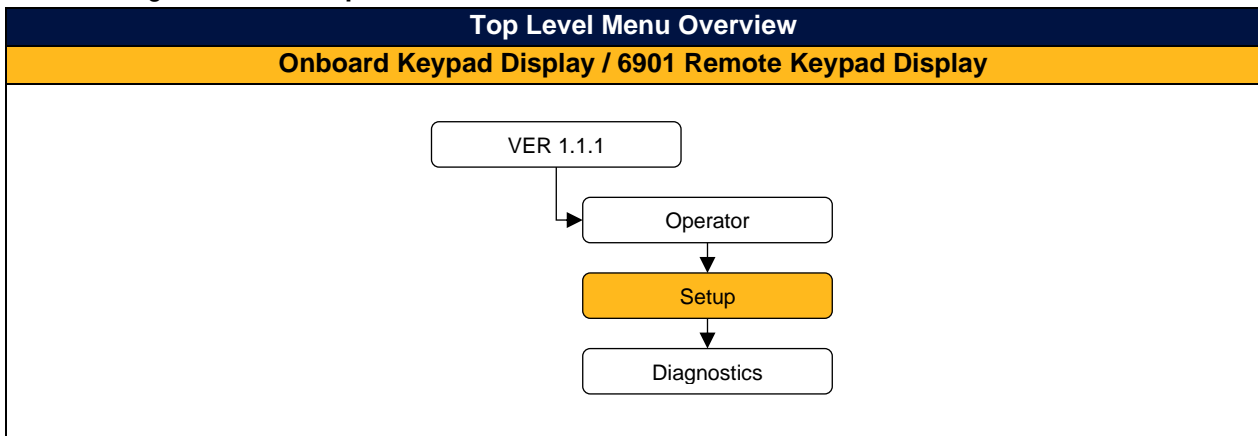 Top Level Menu Overview
Onboard Keypad Display / 6901 Remote Keypad Display
VER 1.1.1
Operator
Setup
Diagnostics